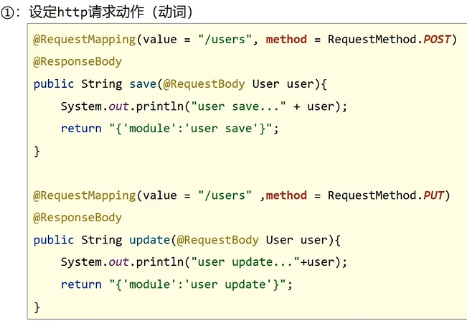 ①：设定http请求动作（动词）
@RequestMapping(value = "/users", method = RequestMethod.POST)
@ResponseBody
public String save(@RequestBody User user){
    System.out.println("user save..." + user);
    return "{'module':'user save'}";
}
@RequestMapping(value = "/users" ,method = RequestMethod.PUT)
@ResponseBody
public String update(@RequestBody User user){
    System.out.println("user update..."+user);
    return "{'module':'user update'}";
}